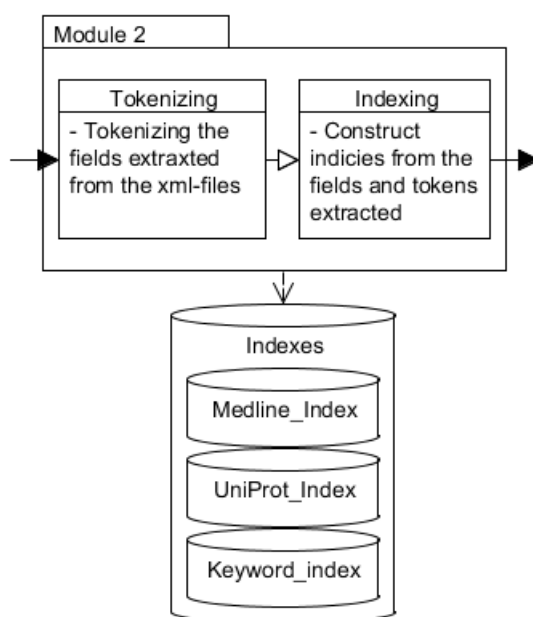 Module 2
Tokenizing
- Tokenizing the
fields extraxted
from the xml-files
Indexing
- Construct
indicies from the
fields and tokens
extracted
Indexes
Medline_Index
UniProt_Index
Keyword_index